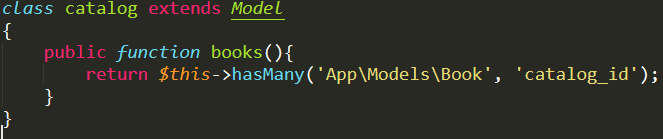 class catalog extends Model
{
    public function books(){
        return $this->hasMany('App\Models\Book', 'catalog_id');
    }
}